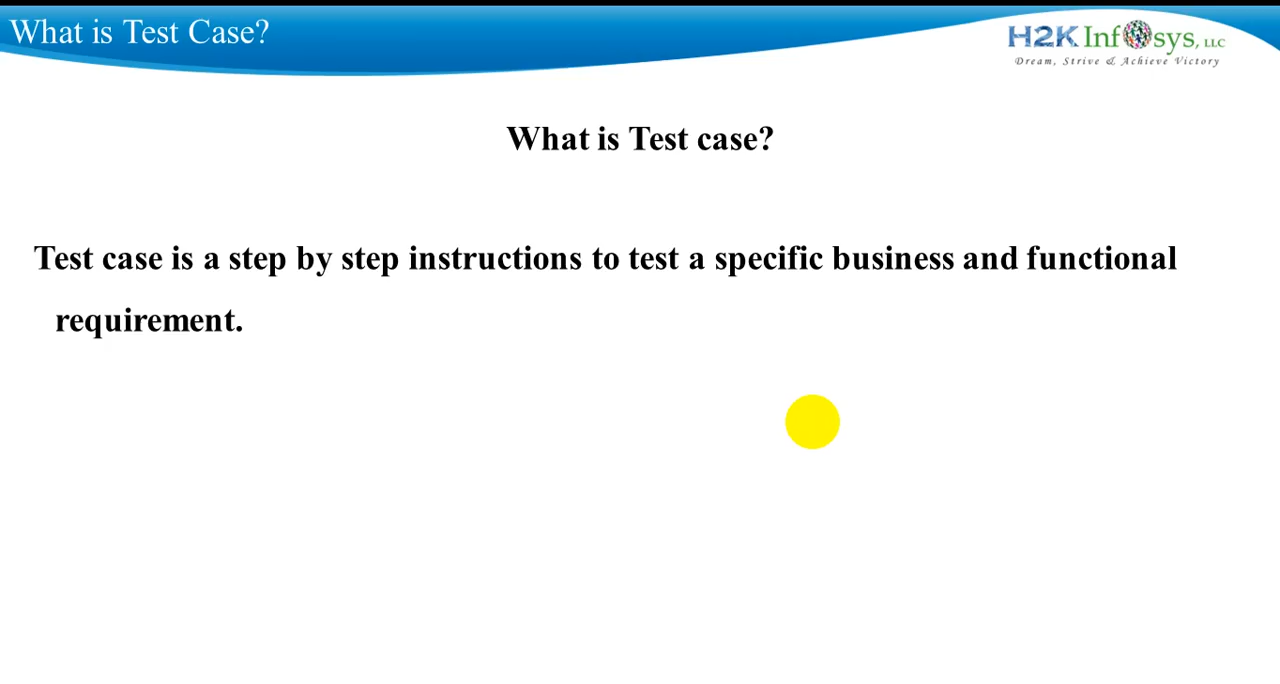 What is Test Case?
H2K Infosys, LLC
Dream, Strive & Achieve Victory
What is Test case?
Test case is a step by step instructions to test a specific business and functional
requirement.